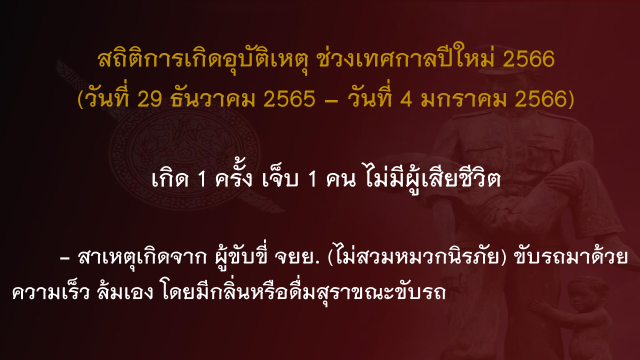 สถิติการเกิดอุบัติเหตุ ช่วงเทศกาลปีใหม่ 2566
(วันที่ 29 ธันวาคม 2565 – วันที่ 4 มกราคม 2566)
เกิด 1 ครั้ง เจ็บ 1 คน ไม่มีผู้เสียชีวิต
– สาเหตุเกิดจาก ผู้ขับขี่ จยย. (ไม่สวมหมวกนิรภัย) ขับรถมาด้วย
ความเร็ว ล้มเอง โดยมีกลิ่นหรือดื่มสุราขณะขับรถ